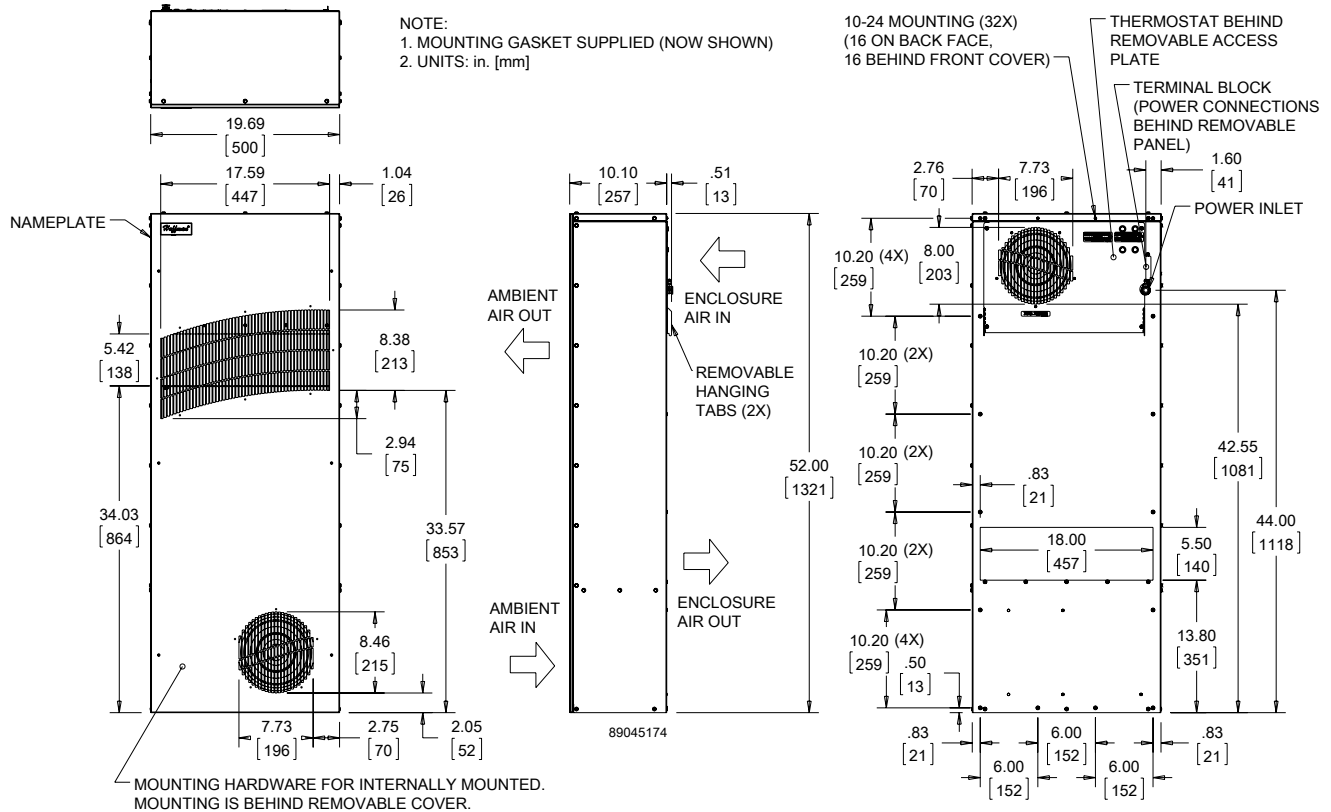 NOTE:
1. MOUNTING GASKET SUPPLIED (NOW SHOWN)
2. UNITS: in. [mm]
10-24 MOUNTING (32X)
(16 ON BACK FACE,
16 BEHIND FRONT COVER)
THERMOSTAT BEHIND
REMOVABLE ACCESS
PLATE
TERMINAL BLOCK
(POWER CONNECTIONS
BEHIND REMOVABLE
PANEL)
19.69
[500]
17.59
[447]
1.04
[26]
NAMEPLATE
Hoffman
5.42
[138]
8.38
[213]
2.94
[75]
34.03
[864]
33.57
[853]
8.46
[215]
7.73
[196]
2.75
[70]
2.05
[52]
MOUNTING HARDWARE FOR INTERNALLY MOUNTED.
MOUNTING IS BEHIND REMOVABLE COVER.
10.10
[257]
.51
[13]
AMBIENT
AIR OUT
ENCLOSURE
AIR IN
REMOVABLE
HANGING
TABS (2X)
52.00
[1321]
AMBIENT
AIR IN
ENCLOSURE
AIR OUT
89045174
2.76
[70]
7.73
[196]
1.60
[41]
POWER INLET
10.20 (4X)
[259]
8.00
[203]
10.20 (2X)
[259]
10.20 (2X)
[259]
.83
[21]
10.20 (2X)
[259]
18.00
[457]
5.50
[140]
42.55
[1081]
44.00
[1118]
10.20 (4X)
[259]
.50
[13]
13.80
[351]
.83
[21]
6.00
[152]
6.00
[152]
6.00
[152]
.83
[21]